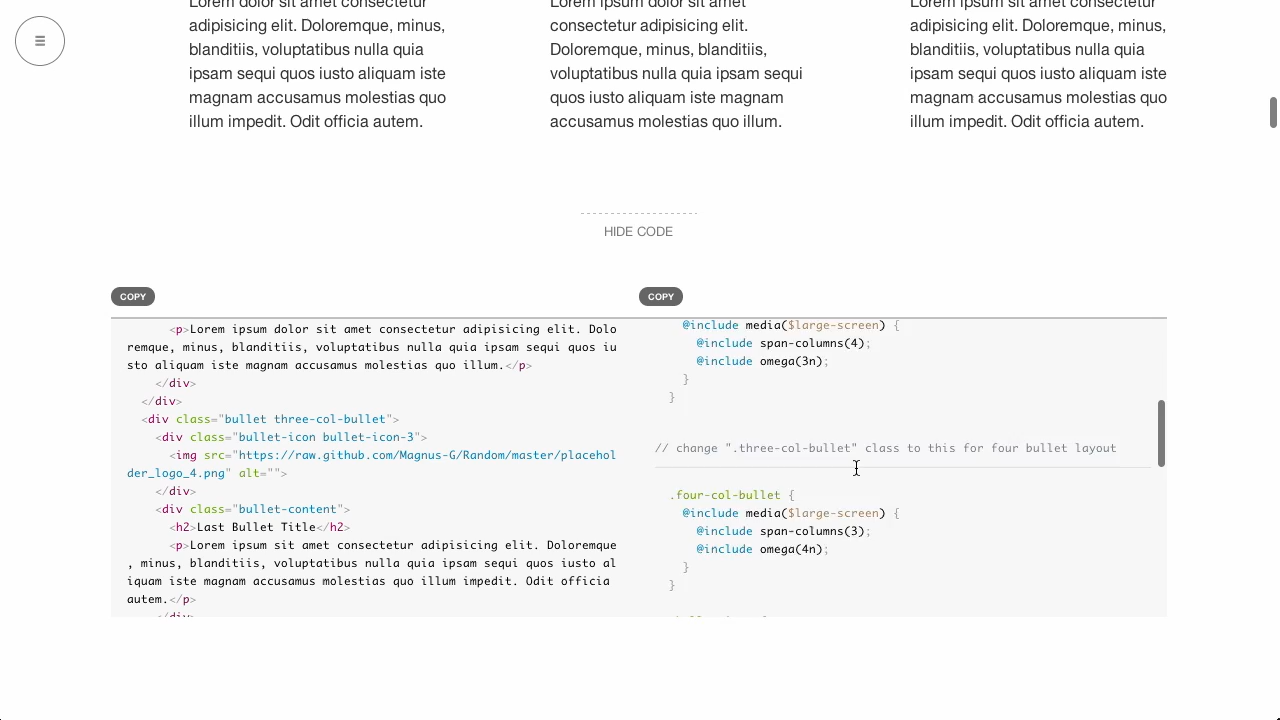 Lorem dolor sit amet consectetur
adipisicing elit. Doloremque, minus,
blanditiis, voluptatibus nulla quia
ipsam sequi quos iusto aliquam iste
magnam accusamus molestias quo
illum impedit. Odit officia autem.
Lorem ipsum dolor sit amet
consectetur adipisicing elit.
Doloremque, minus, blanditiis,
voluptatibus nulla quia ipsam sequi
quos iusto aliquam iste magnam
accusamus molestias quo illum.
Lorem ipsum sit amet consectetur
adipisicing elit. Doloremque, minus,
blanditiis, voluptatibus nulla quia
ipsam sequi quos iusto aliquam iste
magnam accusamus molestias quo
illum impedit. Odit officia autem.
HIDE CODE
COPY
<p>Lorem ipsum dolor sit amet consectetur adipisicing elit. Dolo
remque, minus, blanditiis, voluptatibus nulla quia ipsam sequi quos iu
sto aliquam iste magnam accusamus molestias quo illum.</p>
</div>
</div>
<div class="bullet three-col-bullet">
<div class="bullet-icon bullet-icon-3">
<img src="https://raw.github.com/Magnus-G/Random/master/placehol
der_logo_4.png" alt="">
</div>
<div class="bullet-content">
<h2>Last Bullet Title</h2>
<p>Lorem ipsum sit amet consectetur adipisicing elit. Doloremque
, minus, blanditiis, voluptatibus nulla quia ipsam sequi quos iusto al
iquam iste magnam accusamus molestias quo illum impedit. Odit officia
autem.</p>
</div>
COPY
@include media($large-screen) {
@include span-columns(4);
@include omega(3n);
}
}
// change ".three-col-bullet" class to this for four bullet layout
.four-col-bullet {
@include media($large-screen) {
@include span-columns(3);
@include omega(4n);
}
}